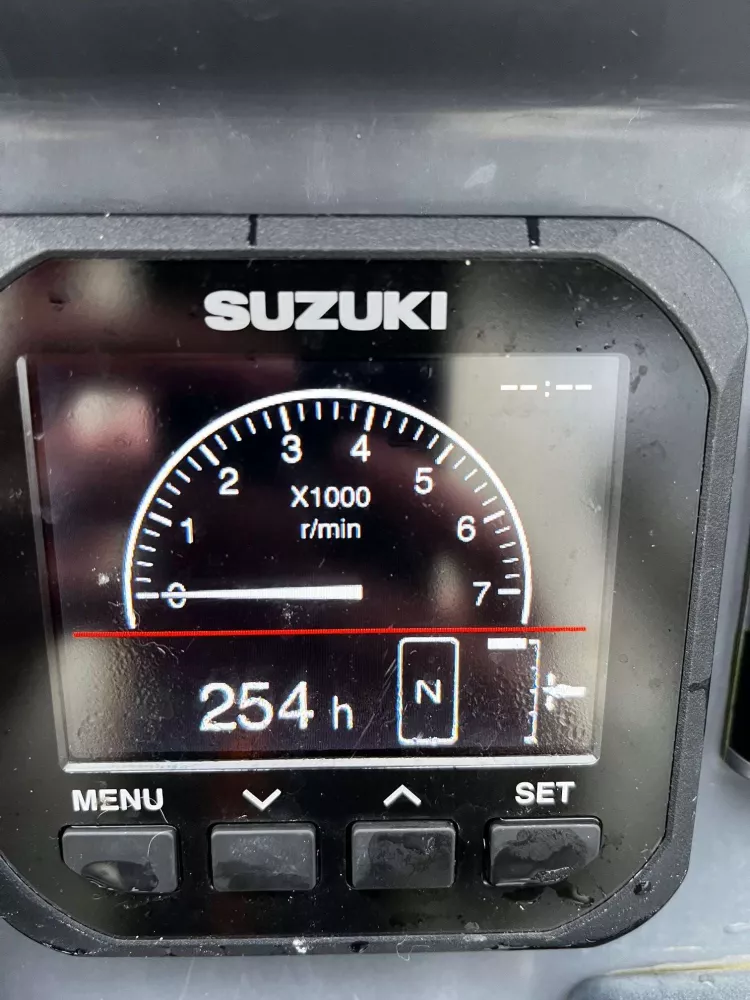 SUZUKI
--:--
0 1 2 3 4 5 6 7
X1000
r/min
254 h
N
MENU
SET